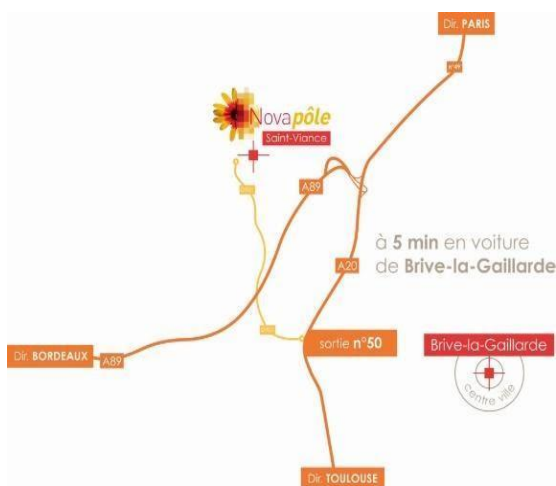 Dir. PARIS
Novapôle
Saint-Viance
A89
à 5 min en voiture
de Brive-la-Gaillarde
A20
sortie n°50
Brive-la-Gaillarde
Dir. BORDEAUX
A89
centre ville
Dir. TOULOUSE